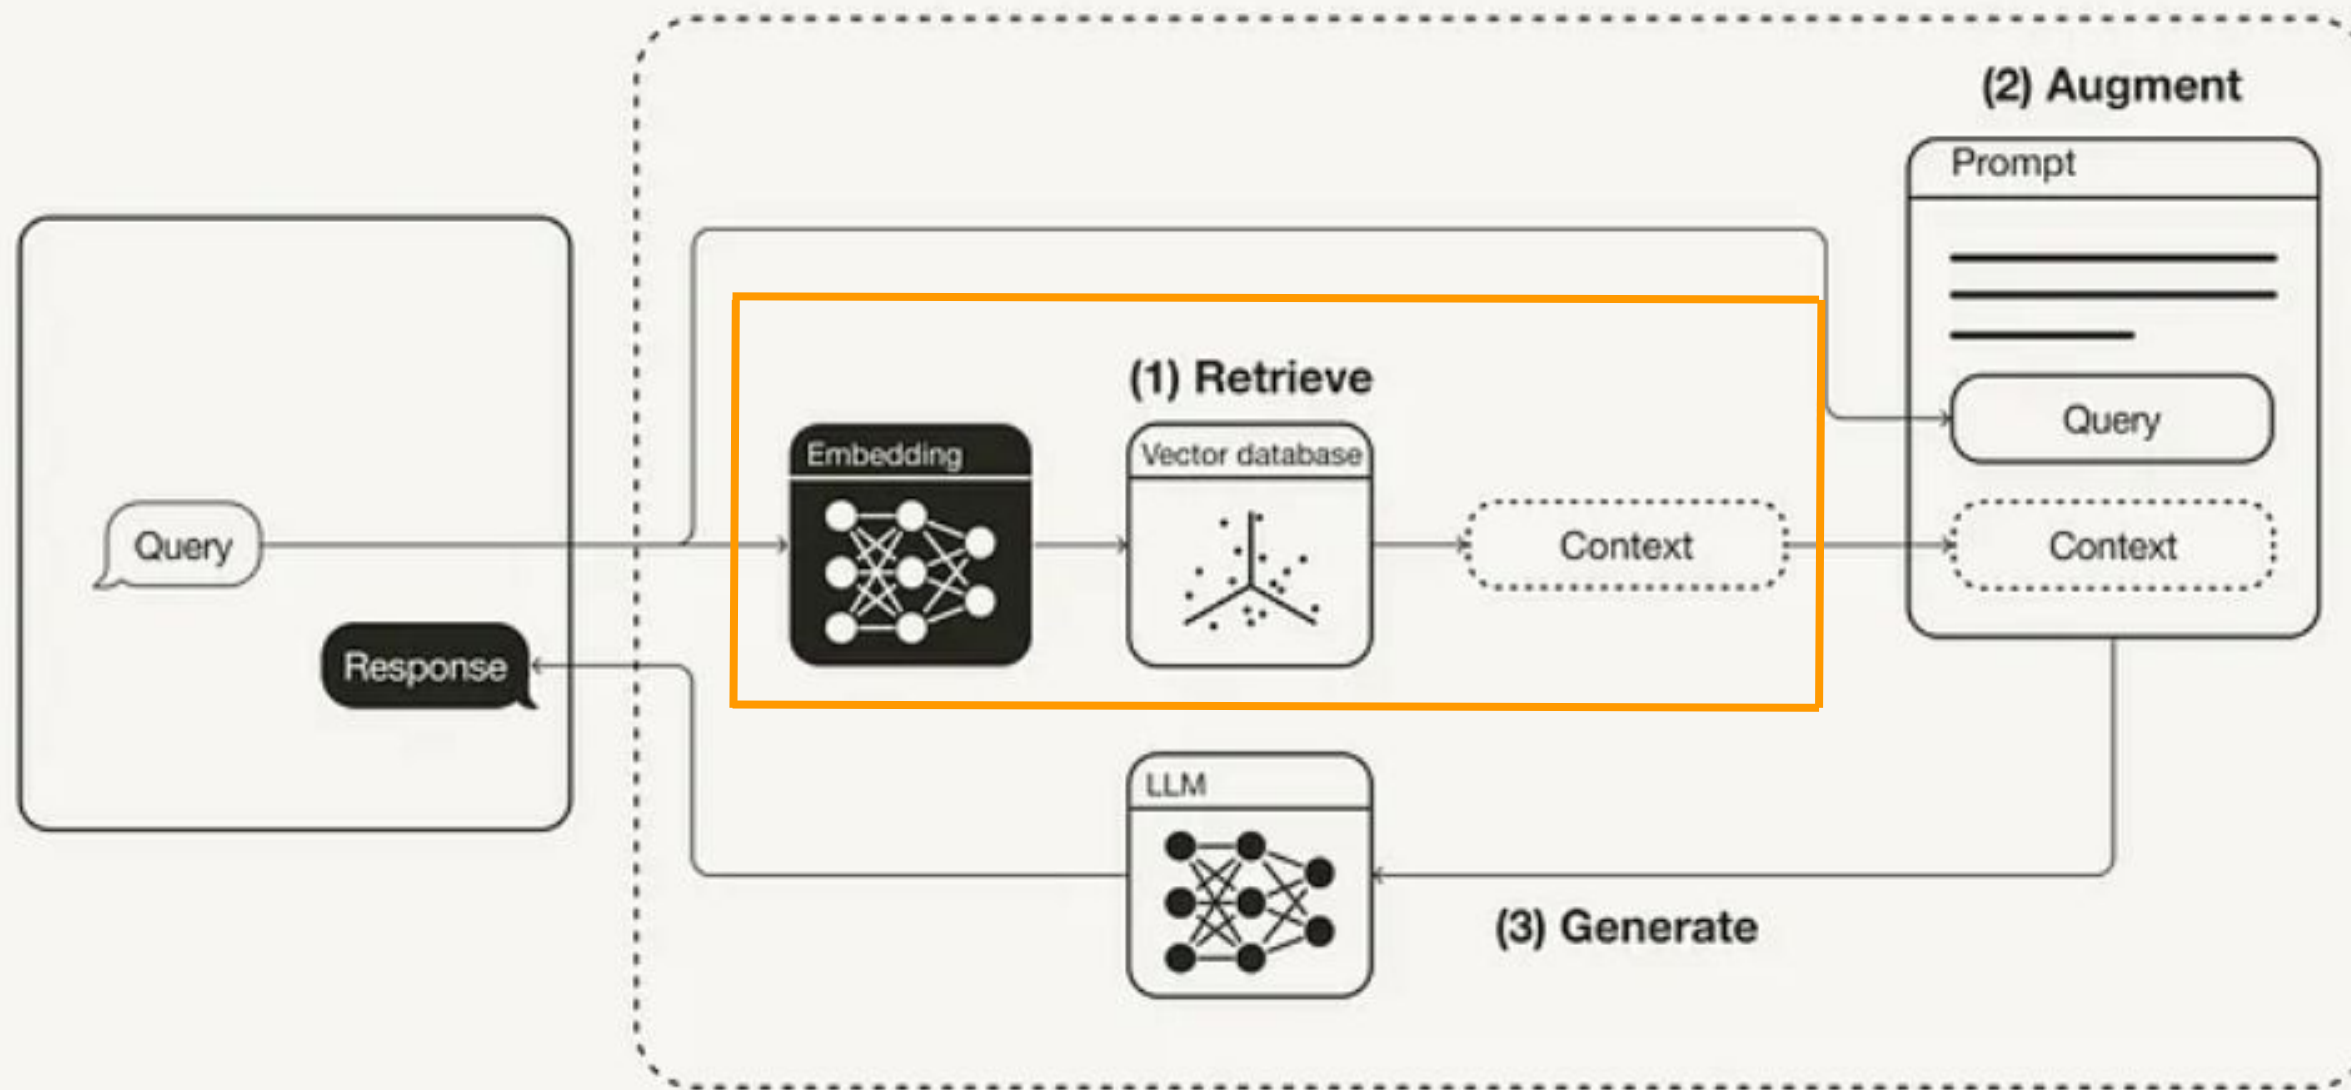 (2) Augment
Prompt
(1) Retrieve
Query
Embedding
Vector database
Query
Context
Context
Response
LLM
(3) Generate